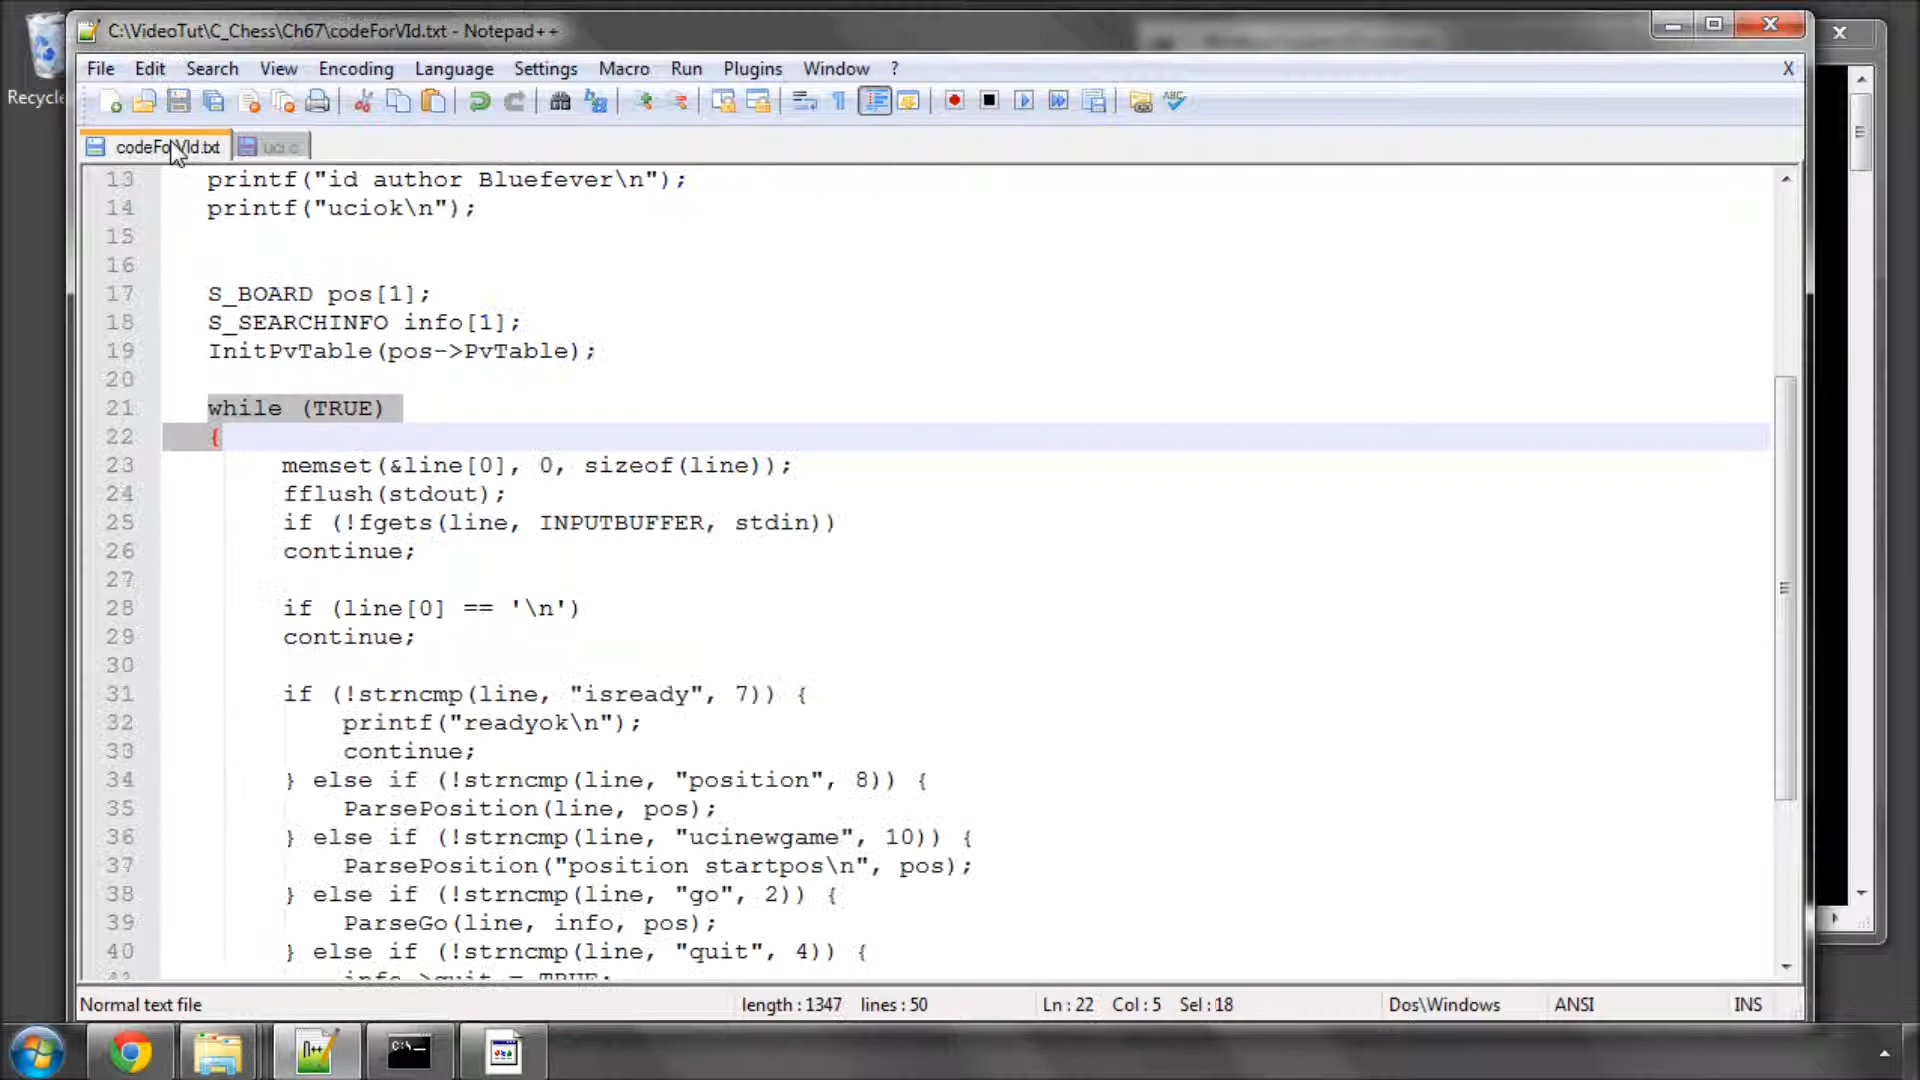 C:\VideoTut\C_Chess\Ch67\codeForVId.txt - Notepad++
Recycle
File Edit Search View Encoding Language Settings Macro Run Plugins Window ? X
codeForVId.txt uci.c
13 printf("id author Bluefever\n");
14 printf("uciok\n");
15
16
17 S_BOARD pos[1];
18 S_SEARCHINFO info[1];
19 InitPvTable(pos->PvTable);
20
21 while (TRUE)
22 {
23 memset(&line[0], 0, sizeof(line));
24 fflush(stdout);
25 if (!fgets(line, INPUTBUFFER, stdin))
26 continue;
27
28 if (line[0] == '\n')
29 continue;
30
31 if (!strncmp(line, "isready", 7)) {
32 printf("readyok\n");
33 continue;
34 } else if (!strncmp(line, "position", 8)) {
35 ParsePosition(line, pos);
36 } else if (!strncmp(line, "ucinewgame", 10)) {
37 ParsePosition("position startpos\n", pos);
38 } else if (!strncmp(line, "go", 2)) {
39 ParseGo(line, info, pos);
40 } else if (!strncmp(line, "quit", 4)) {
41 info->quit = TRUE;
Normal text file length : 1347 lines : 50 Ln : 22 Col : 5 Sel : 18 Dos\Windows ANSI INS